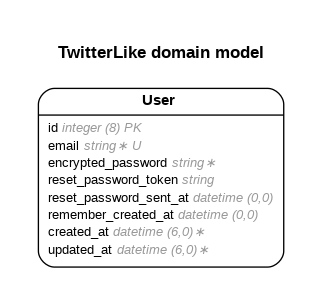 TwitterLike domain model
User
id integer (8) PK
email string∗ U
encrypted_password string∗
reset_password_token string
reset_password_sent_at datetime (0,0)
remember_created_at datetime (0,0)
created_at datetime (6,0)∗
updated_at datetime (6,0)∗